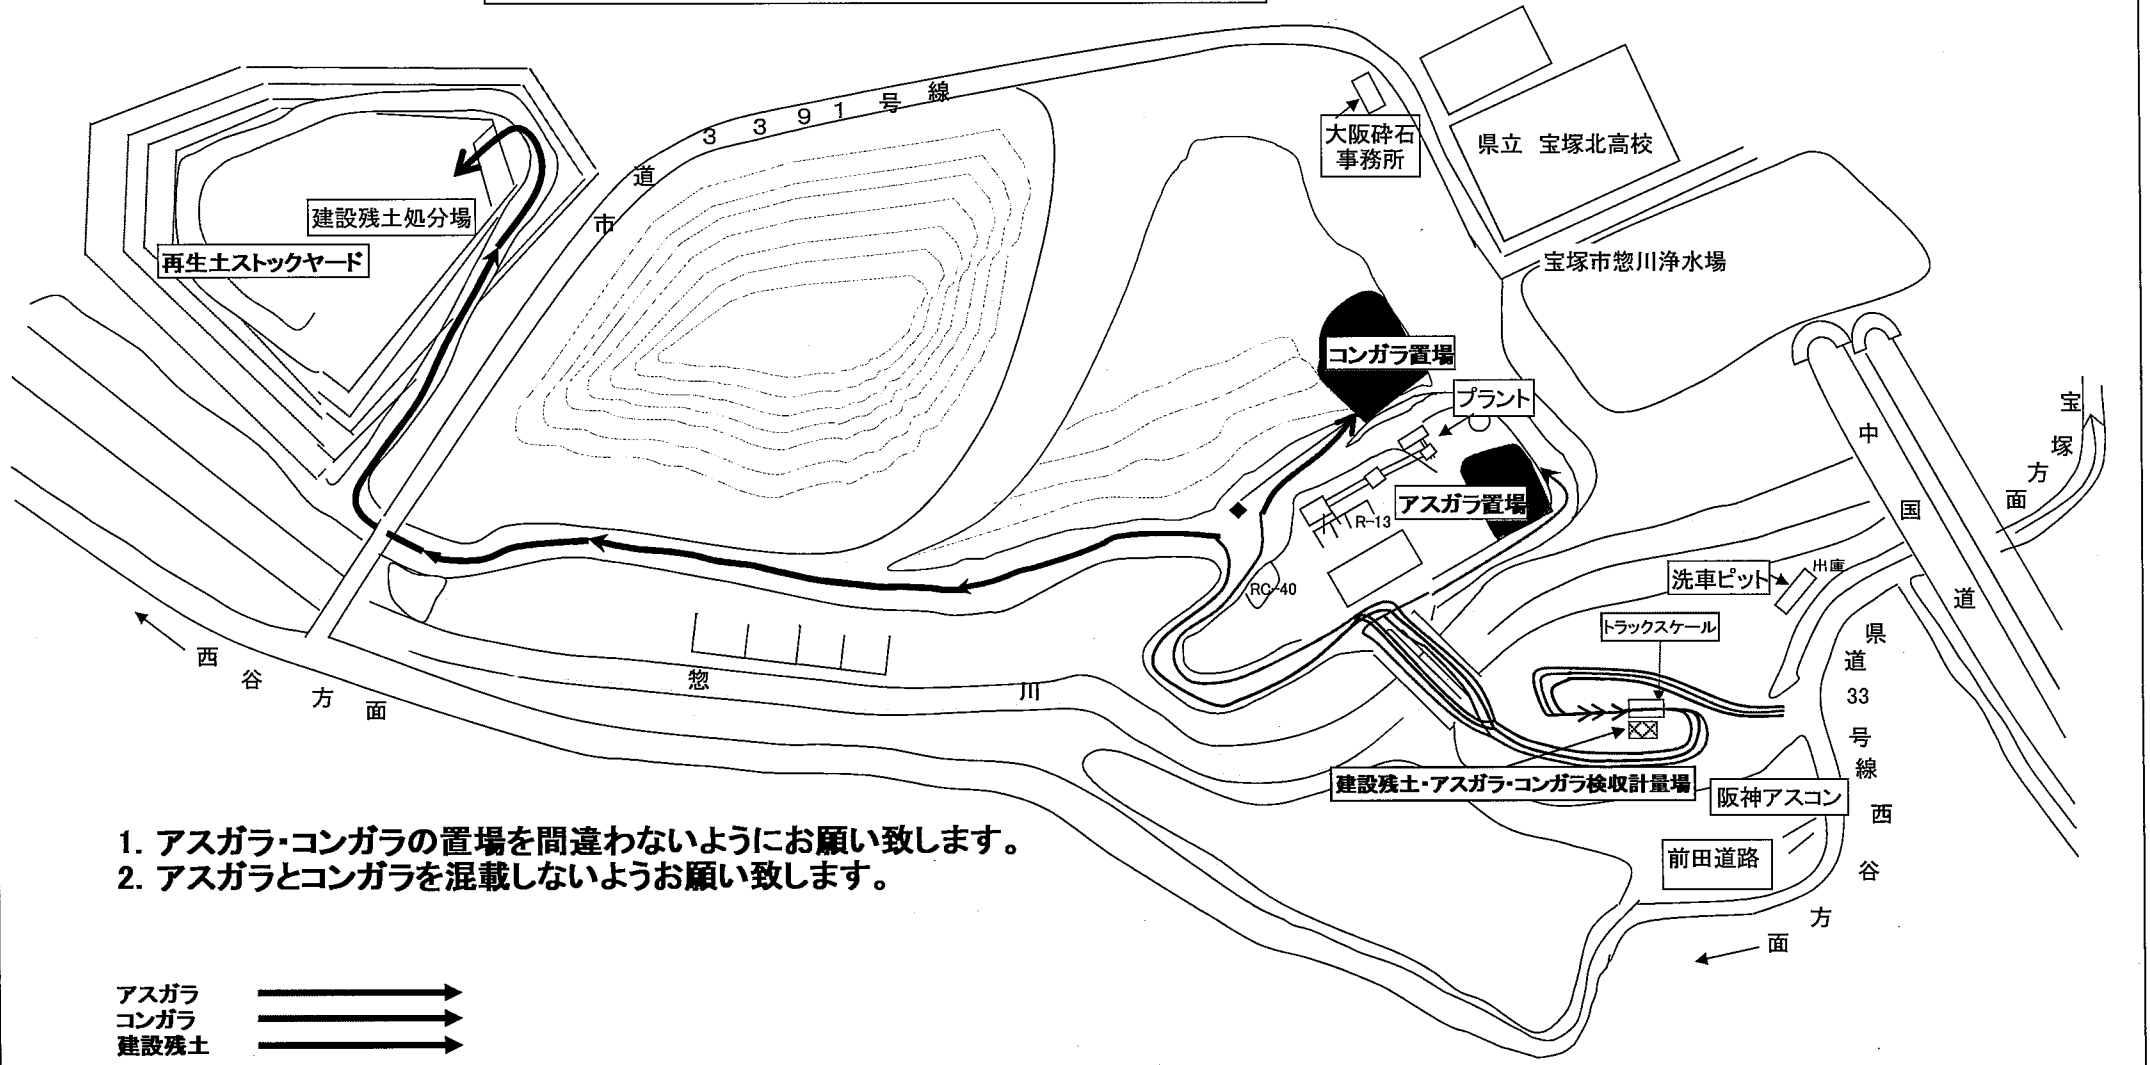 市道3391号線
大阪砕石
事務所
県立 宝塚北高校
建設残土処分場
再生土ストックヤード
宝塚市惣川浄水場
コンガラ置場
プラント
アスガラ置場
R-13
RC-40
中国道
宝塚方面
洗車ピット
出庫
トラックスケール
県道33号線西谷方面
西谷方面
惣川
建設残土・アスガラ・コンガラ検収計量場
阪神アスコン
前田道路
1. アスガラ・コンガラの置場を間違わないようにお願い致します。
2. アスガラとコンガラを混載しないようお願い致します。
アスガラ
コンガラ
建設残土